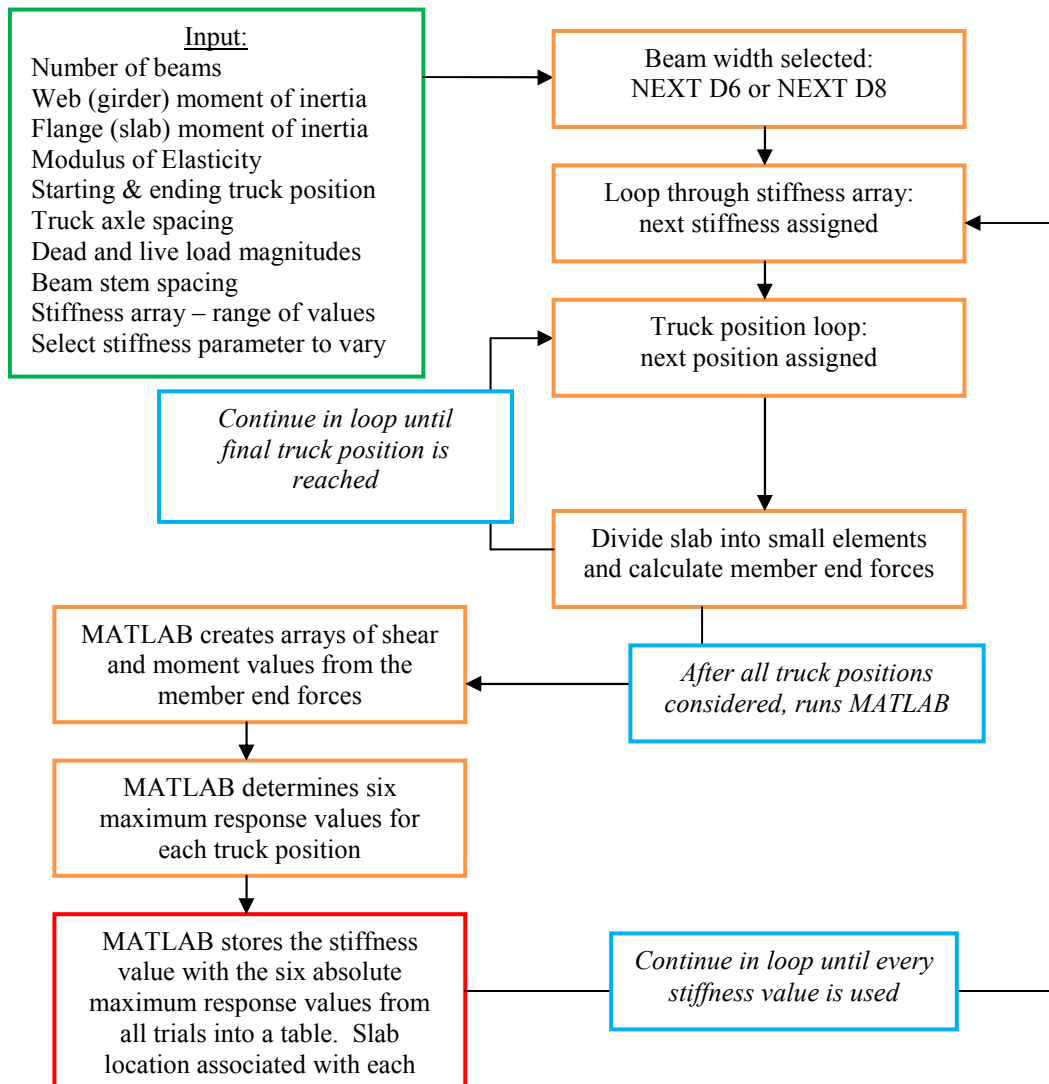 Input:
Number of beams
Web (girder) moment of inertia
Flange (slab) moment of inertia
Modulus of Elasticity
Starting & ending truck position
Truck axle spacing
Dead and live load magnitudes
Beam stem spacing
Stiffness array – range of values
Select stiffness parameter to vary
Beam width selected:
NEXT D6 or NEXT D8
Loop through stiffness array:
next stiffness assigned
Truck position loop:
next position assigned
Continue in loop until
final truck position is
reached
Divide slab into small elements
and calculate member end forces
After all truck positions
considered, runs MATLAB
MATLAB creates arrays of shear
and moment values from the
member end forces
MATLAB determines six
maximum response values for
each truck position
MATLAB stores the stiffness
value with the six absolute
maximum response values from
all trials into a table.  Slab
location associated with each
Continue in loop until every
stiffness value is used